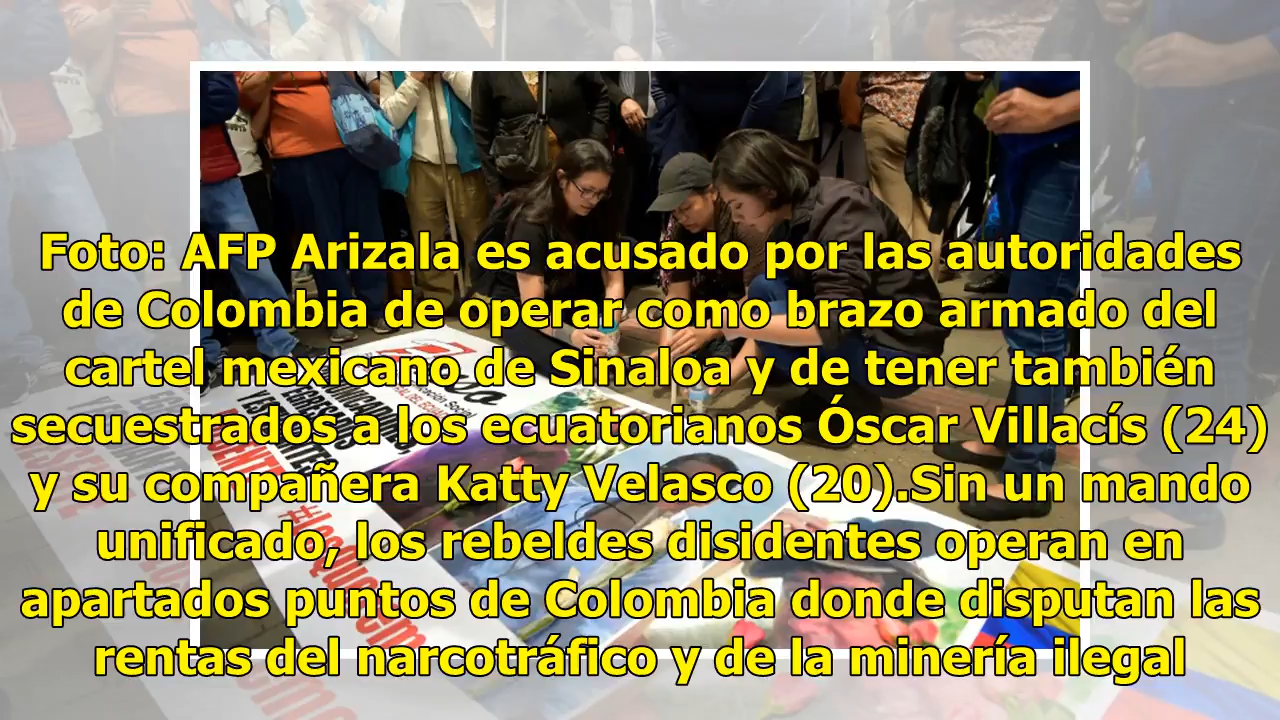 Foto: AFP Arizala es acusado por las autoridades
de Colombia de operar como brazo armado del
cartel mexicano de Sinaloa y de tener también
secuestrados a los ecuatorianos Óscar Villacís (24)
y su compañera Katty Velasco (20).Sin un mando
unificado, los rebeldes disidentes operan en
apartados puntos de Colombia donde disputan las
rentas del narcotráfico y de la minería ilegal